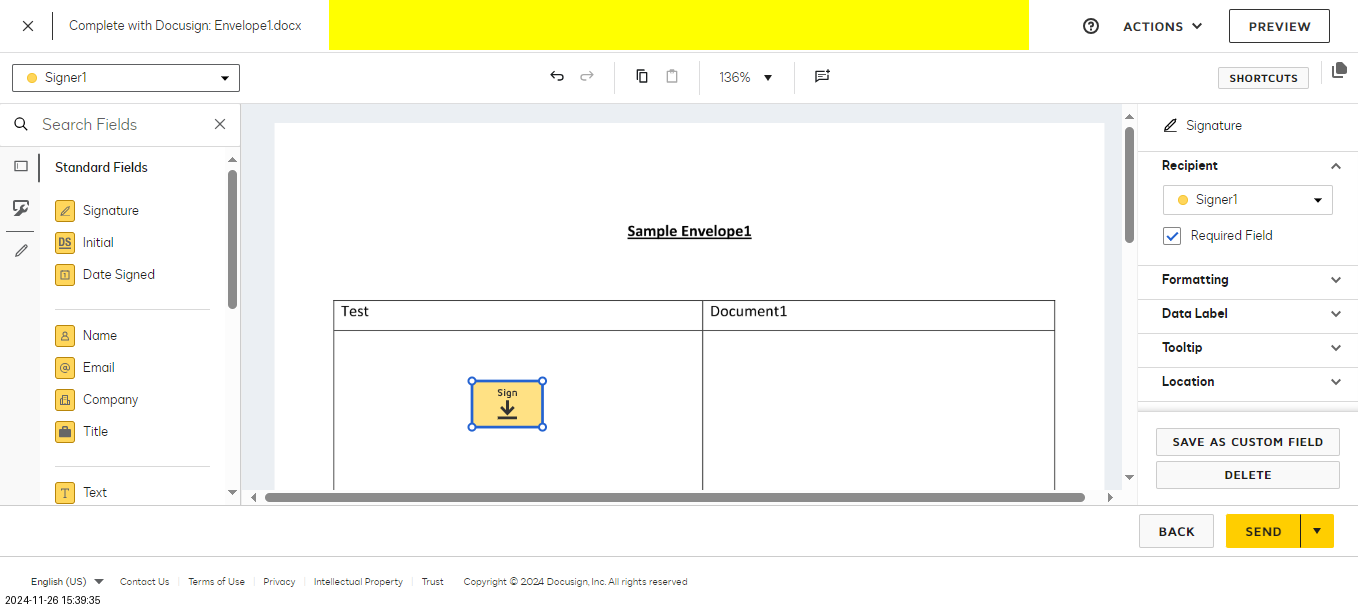 Complete with Docusign: Envelope1.docx
ACTIONS
PREVIEW
Signer1
136%
SHORTCUTS
Search Fields
Standard Fields
Signature
DS Initial
Date Signed
Name
Email
Company
Title
T Text
Sample Envelope1
Test
Document1
Sign
Signature
Recipient
Signer1
Required Field
Formatting
Data Label
Tooltip
Location
SAVE AS CUSTOM FIELD
DELETE
BACK
SEND
English (US)
Contact Us
Terms of Use
Privacy
Intellectual Property
Trust
Copyright © 2024 Docusign, Inc. All rights reserved
2024-11-26 15:39:35